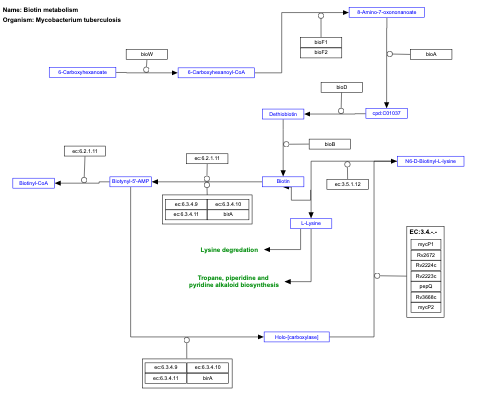 Name: Biotin metabolism
Organism: Mycobacterium tuberculosis
8-Amino-7-oxononanoate
bioF1
bioF2
bioW
bioA
6-Carboxyhexanoate
6-Carboxyhexanoyl-CoA
bioD
Dethiobiotin
cpd:C01037
bioB
ec:6.2.1.11
ec:6.2.1.11
N6-D-Biotinyl-L-lysine
Biotinyl-CoA
Biotynyl-5'-AMP
Biotin
ec:3.5.1.12
ec:6.3.4.9
ec:6.3.4.10
ec:6.3.4.11
birA
L-Lysine
EC:3.4.-.-
mycP1
Rv2672
Rv2224c
Rv2223c
pepQ
Rv3668c
mycP2
Lysine degredation
Tropane, piperidine and
pyridine alkaloid biosynthesis
Holo-[carboxylase]
ec:6.3.4.9
ec:6.3.4.10
ec:6.3.4.11
birA